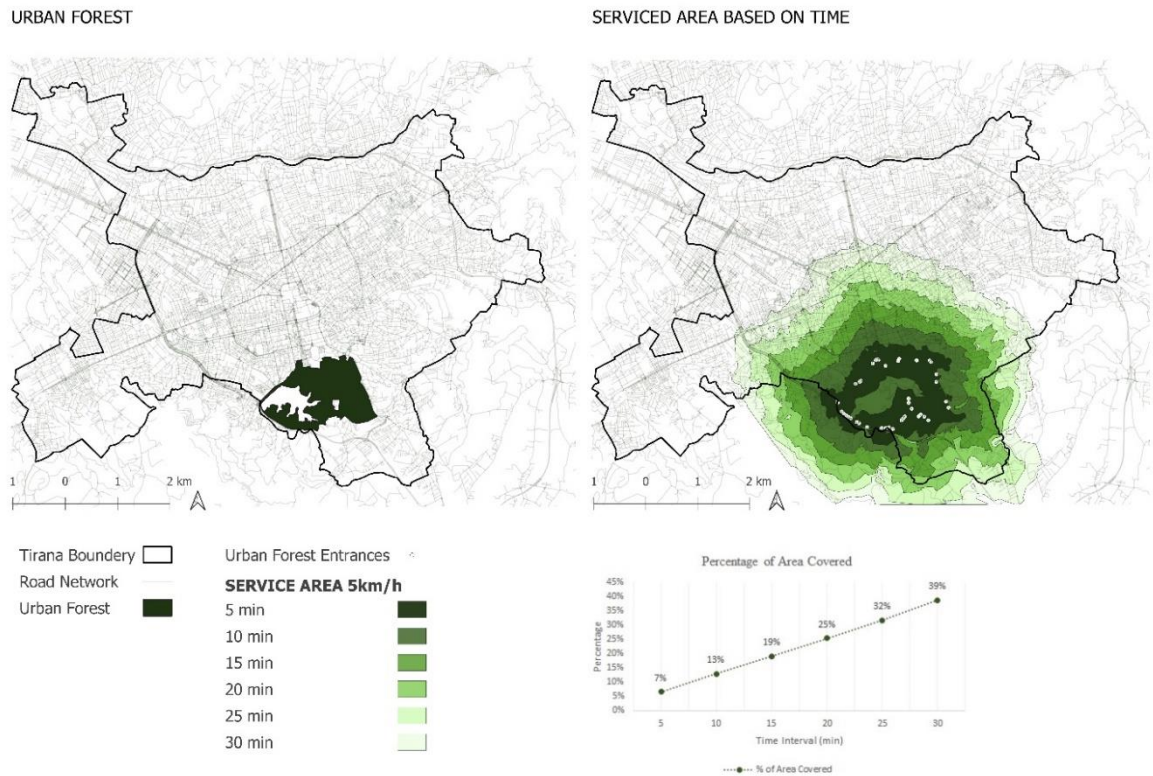 URBAN FOREST
SERVICED AREA BASED ON TIME
1 0 1 2 km
1 0 1 2 km
Tirana Boundery
Road Network
Urban Forest
Urban Forest Entrances
SERVICE AREA 5km/h
5 min
10 min
15 min
20 min
25 min
30 min
Percentage of Area Covered
45%
40%
35%
30%
25%
20%
15%
10%
5%
0%
Percentage
7%
13%
19%
25%
32%
39%
5 10 15 20 25 30
Time Interval (min)
% of Area Covered